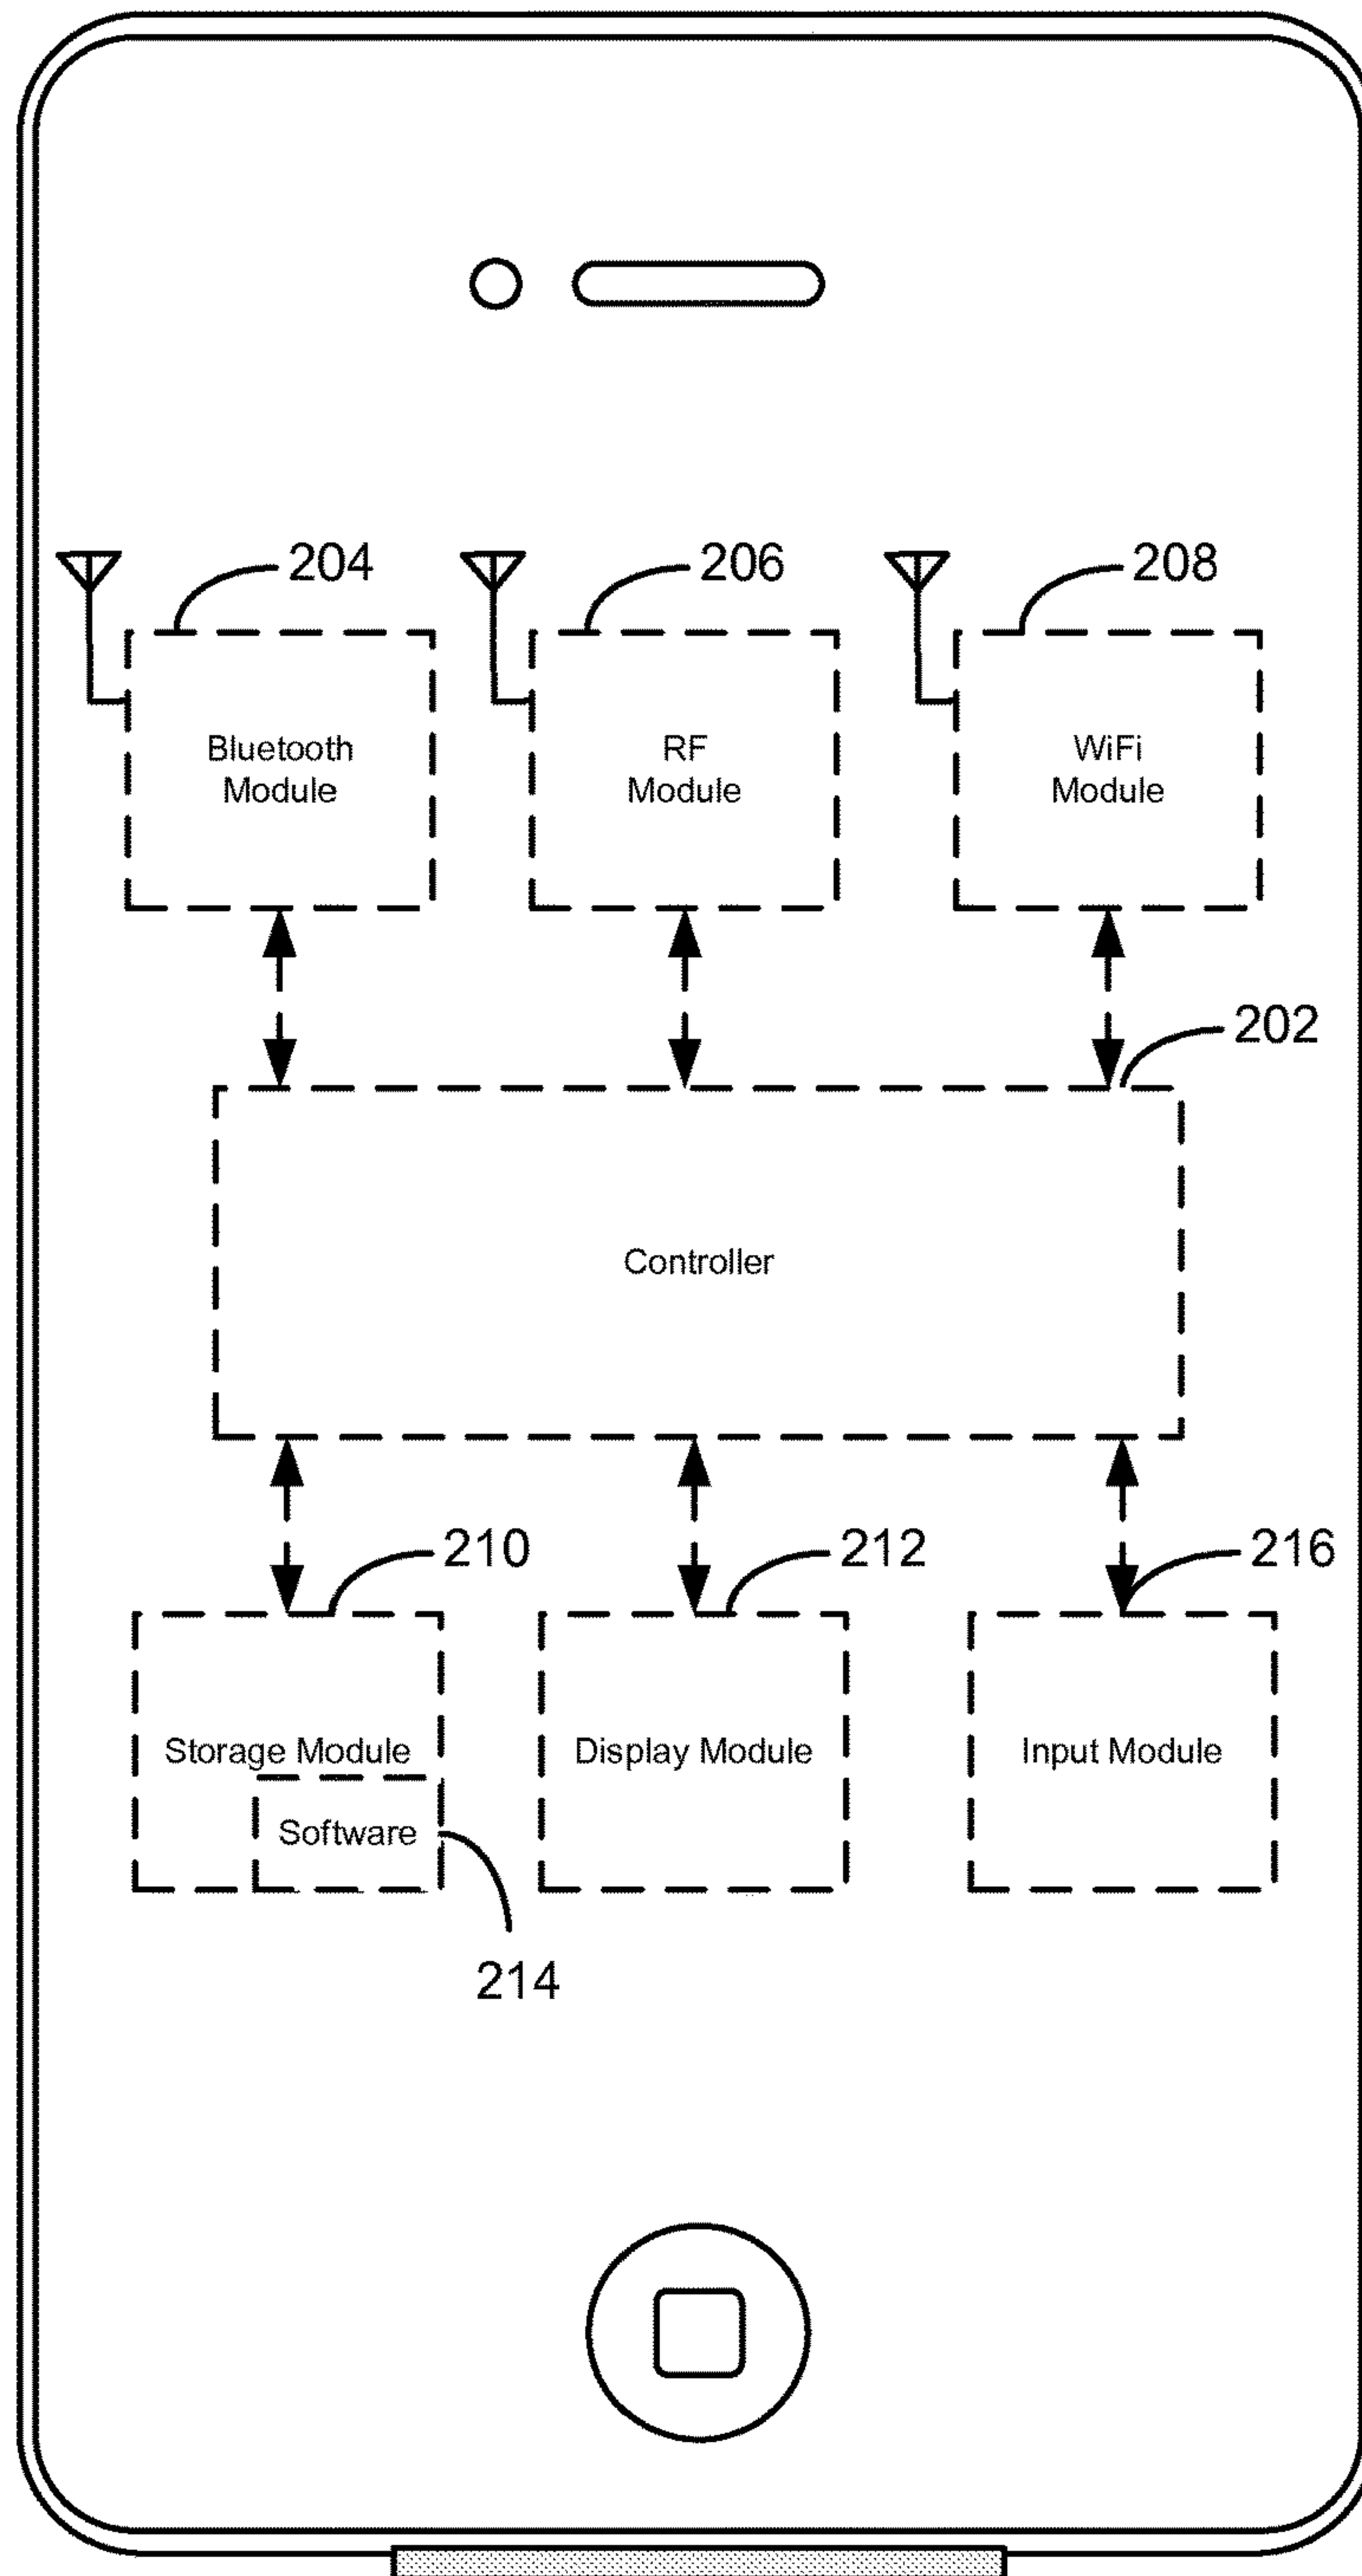 204
206
208
Bluetooth
Module
RF
Module
WiFi
Module
202
Controller
210
212
216
Storage Module
Display Module
Input Module
Software
214